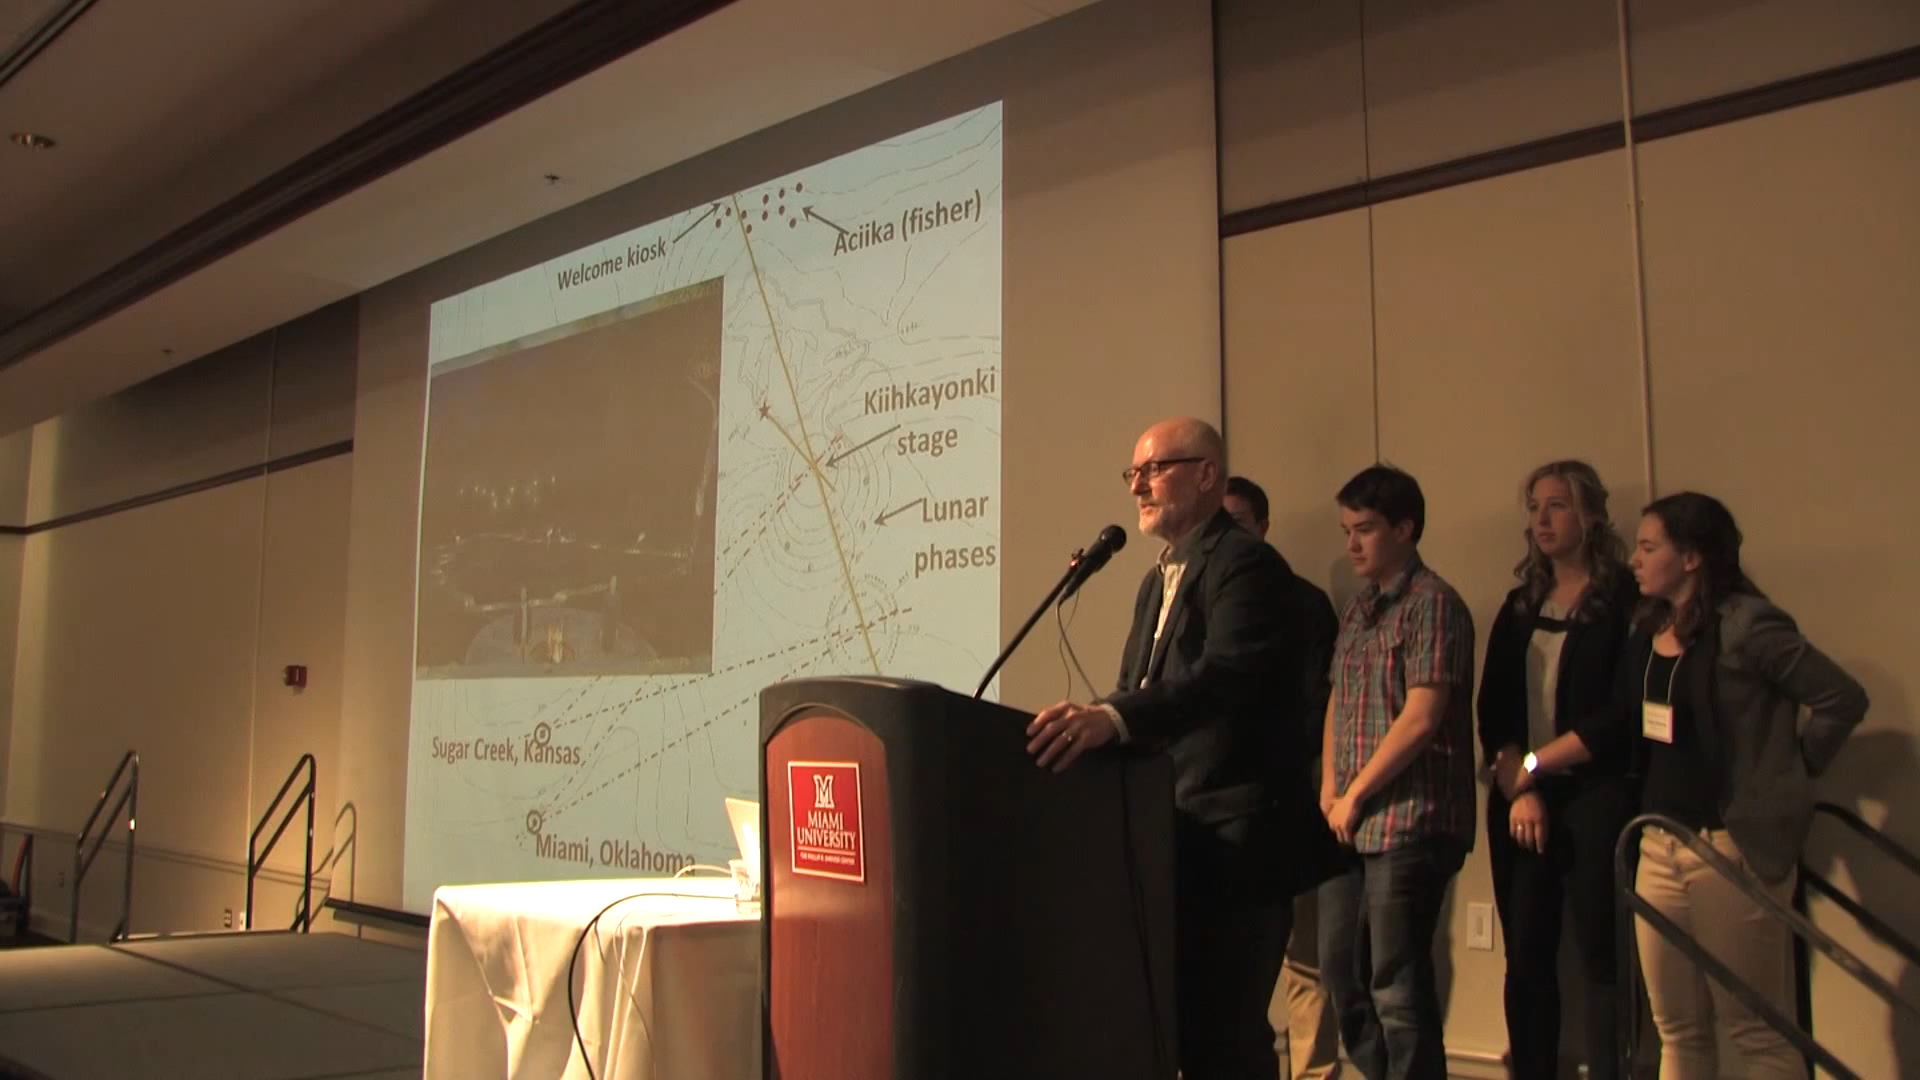 Welcome kiosk
Aciika (fisher)
Kiihkayonki
stage
Lunar
phases
Sugar Creek, Kansas
Miami, Oklahoma
MIAMI
UNIVERSITY